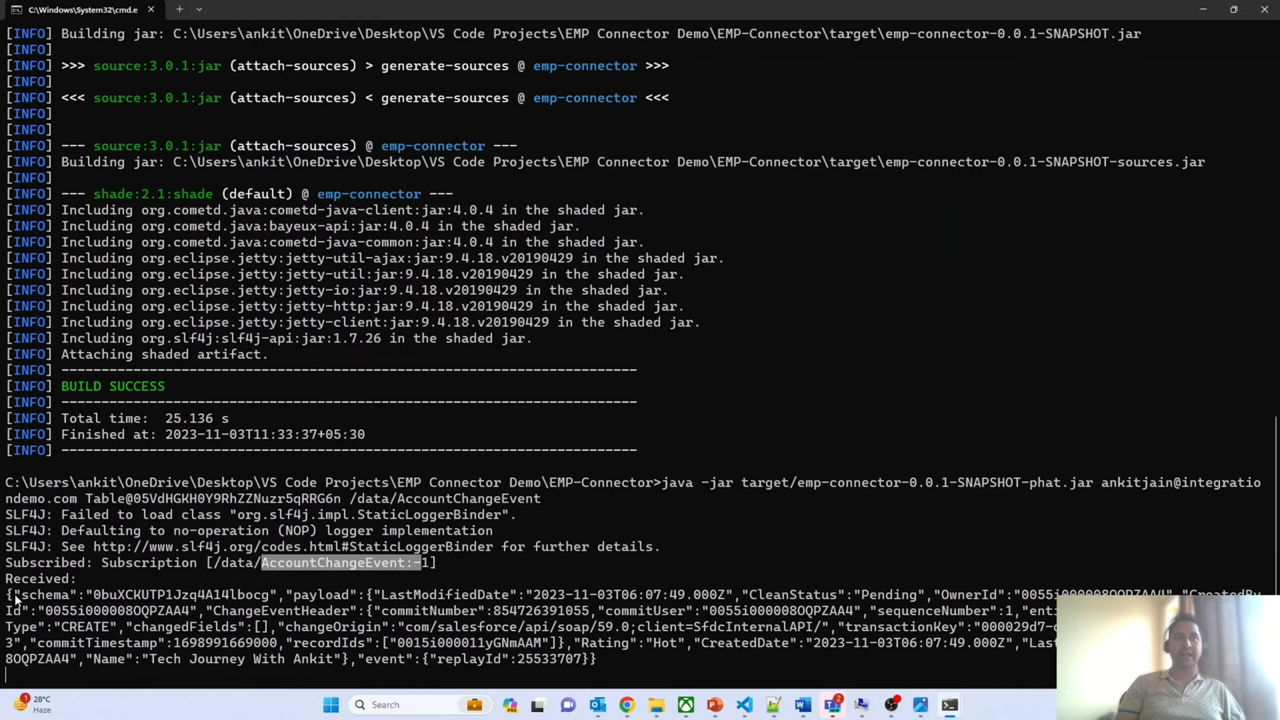 C:\Windows\System32\cmd.e
[INFO] Building jar: C:\Users\ankit\OneDrive\Desktop\VS Code Projects\EMP Connector Demo\EMP-Connector\target\emp-connector-0.0.1-SNAPSHOT.jar
[INFO]
[INFO] >>> source:3.0.1:jar (attach-sources) > generate-sources @ emp-connector >>>
[INFO]
[INFO] <<< source:3.0.1:jar (attach-sources) < generate-sources @ emp-connector <<<
[INFO]
[INFO]
[INFO] --- source:3.0.1:jar (attach-sources) @ emp-connector ---
[INFO] Building jar: C:\Users\ankit\OneDrive\Desktop\VS Code Projects\EMP Connector Demo\EMP-Connector\target\emp-connector-0.0.1-SNAPSHOT-sources.jar
[INFO]
[INFO] --- shade:2.1:shade (default) @ emp-connector ---
[INFO] Including org.cometd.java:cometd-java-client:jar:4.0.4 in the shaded jar.
[INFO] Including org.cometd.java:bayeux-api:jar:4.0.4 in the shaded jar.
[INFO] Including org.cometd.java:cometd-java-common:jar:4.0.4 in the shaded jar.
[INFO] Including org.eclipse.jetty:jetty-util-ajax:jar:9.4.18.v20190429 in the shaded jar.
[INFO] Including org.eclipse.jetty:jetty-util:jar:9.4.18.v20190429 in the shaded jar.
[INFO] Including org.eclipse.jetty:jetty-io:jar:9.4.18.v20190429 in the shaded jar.
[INFO] Including org.eclipse.jetty:jetty-http:jar:9.4.18.v20190429 in the shaded jar.
[INFO] Including org.eclipse.jetty:jetty-client:jar:9.4.18.v20190429 in the shaded jar.
[INFO] Including org.slf4j:slf4j-api:jar:1.7.26 in the shaded jar.
[INFO] Attaching shaded artifact.
[INFO] ------------------------------------------------------------------------
[INFO] BUILD SUCCESS
[INFO] ------------------------------------------------------------------------
[INFO] Total time:  25.136 s
[INFO] Finished at: 2023-11-03T11:33:37+05:30
[INFO] ------------------------------------------------------------------------
C:\Users\ankit\OneDrive\Desktop\VS Code Projects\EMP Connector Demo\EMP-Connector>java -jar target/emp-connector-0.0.1-SNAPSHOT-phat.jar ankitjain@integratio
ndemo.com Table@05VdHGKH0Y9RhZZNuzr5qRRG6n /data/AccountChangeEvent
SLF4J: Failed to load class "org.slf4j.impl.StaticLoggerBinder".
SLF4J: Defaulting to no-operation (NOP) logger implementation
SLF4J: See http://www.slf4j.org/codes.html#StaticLoggerBinder for further details.
Subscribed: Subscription [/data/AccountChangeEvent:-1]
Received:
{"schema":"0buXCKUTP1Jzq4A14lbocg","payload":{"LastModifiedDate":"2023-11-03T06:07:49.000Z","CleanStatus":"Pending","OwnerId":"0055i000008OQPZAA4","CreatedBy
Id":"0055i000008OQPZAA4","ChangeEventHeader":{"commitNumber":854726391055,"commitUser":"0055i000008OQPZAA4","sequenceNumber":1,"enti
Type":"CREATE","changedFields":[],"changeOrigin":"com/salesforce/api/soap/59.0;client=SfdcInternalAPI/","transactionKey":"000029d7-
3","commitTimestamp":1698991669000,"recordIds":["0015i000011yGNmAAM"]},"Rating":"Hot","CreatedDate":"2023-11-03T06:07:49.000Z","Las
8OQPZAA4","Name":"Tech Journey With Ankit"},"event":{"replayId":25533707}}
28°C
Haze
Search